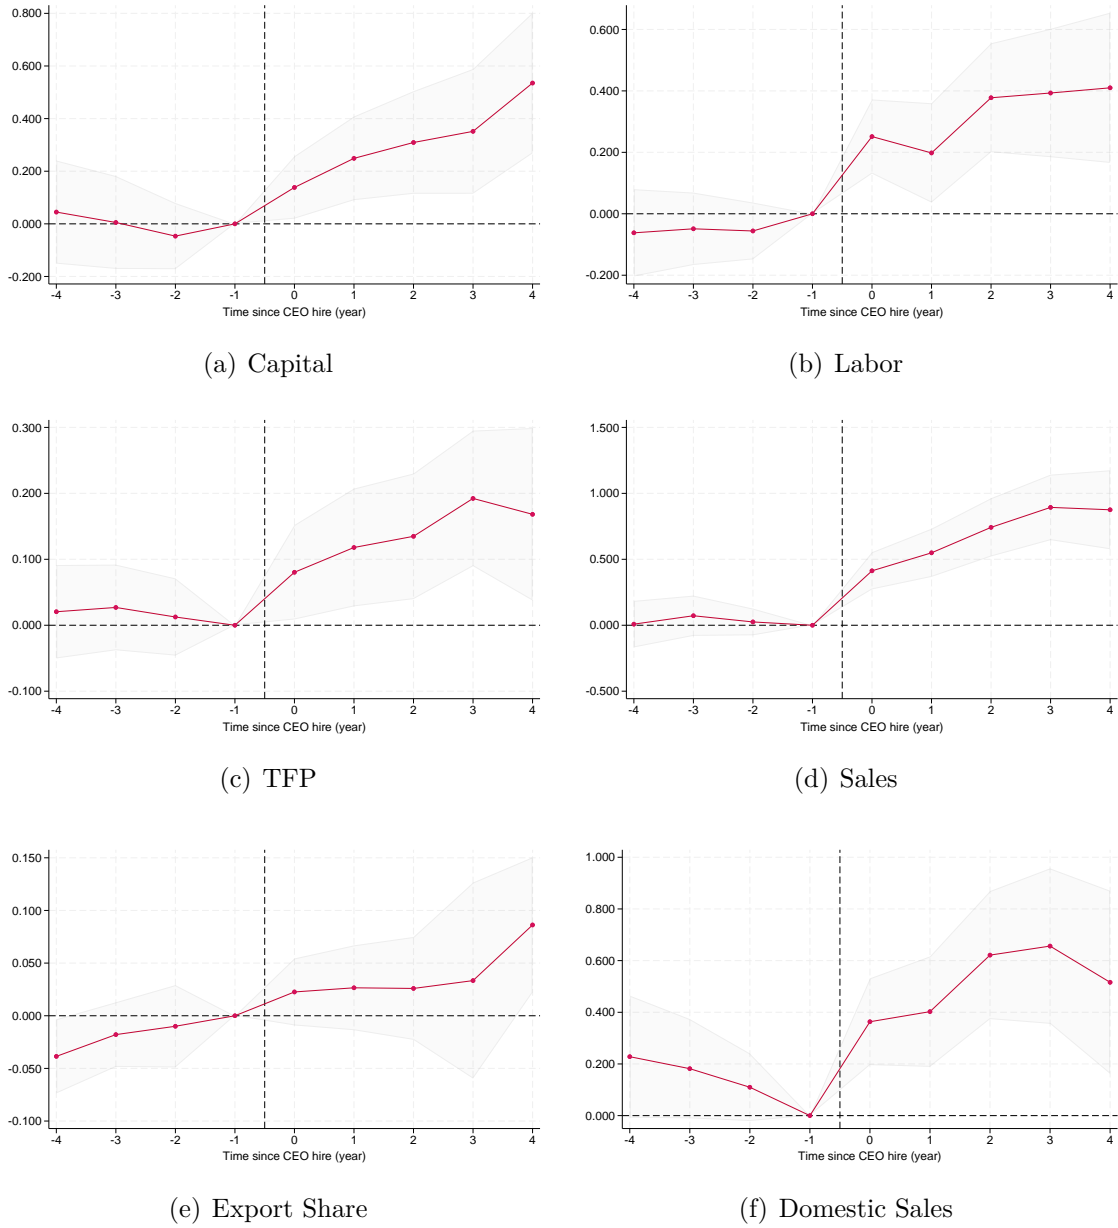 0.800
0.600
0.400
0.200
0.000
-0.200
-4 -3 -2 -1 0 1 2 3 4
Time since CEO hire (year)
(a) Capital
0.600
0.400
0.200
0.000
-0.200
-4 -3 -2 -1 0 1 2 3 4
Time since CEO hire (year)
(b) Labor
0.300
0.200
0.100
0.000
-0.100
-4 -3 -2 -1 0 1 2 3 4
Time since CEO hire (year)
(c) TFP
1.500
1.000
0.500
0.000
-0.500
-4 -3 -2 -1 0 1 2 3 4
Time since CEO hire (year)
(d) Sales
0.150
0.100
0.050
0.000
-0.050
-0.100
-4 -3 -2 -1 0 1 2 3 4
Time since CEO hire (year)
(e) Export Share
1.000
0.800
0.600
0.400
0.200
0.000
-4 -3 -2 -1 0 1 2 3 4
Time since CEO hire (year)
(f) Domestic Sales